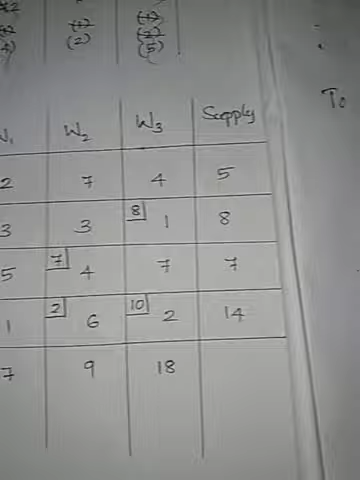 (2)
(5)
W₂ W₃ Supply
To
2 7 4 5
3 3 8 1 8
5 7 4 7 7
1 2 6 10 2 14
7 9 18